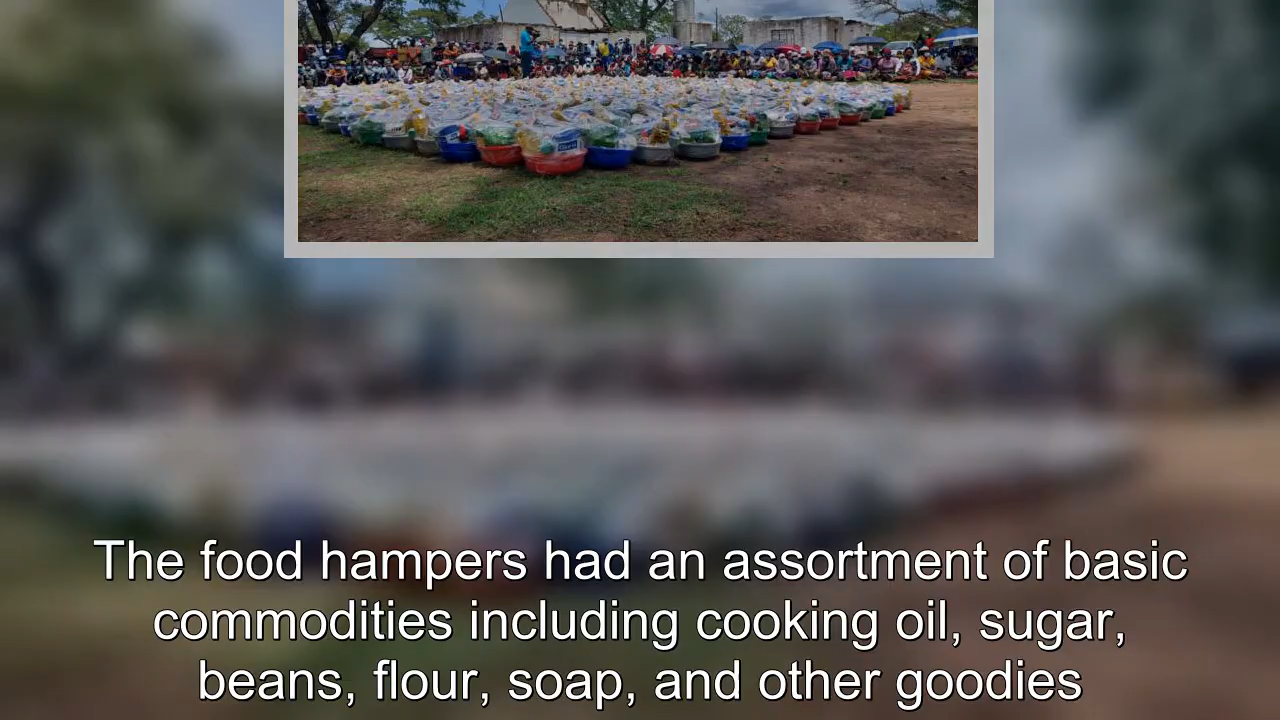 The food hampers had an assortment of basic
commodities including cooking oil, sugar,
beans, flour, soap, and other goodies